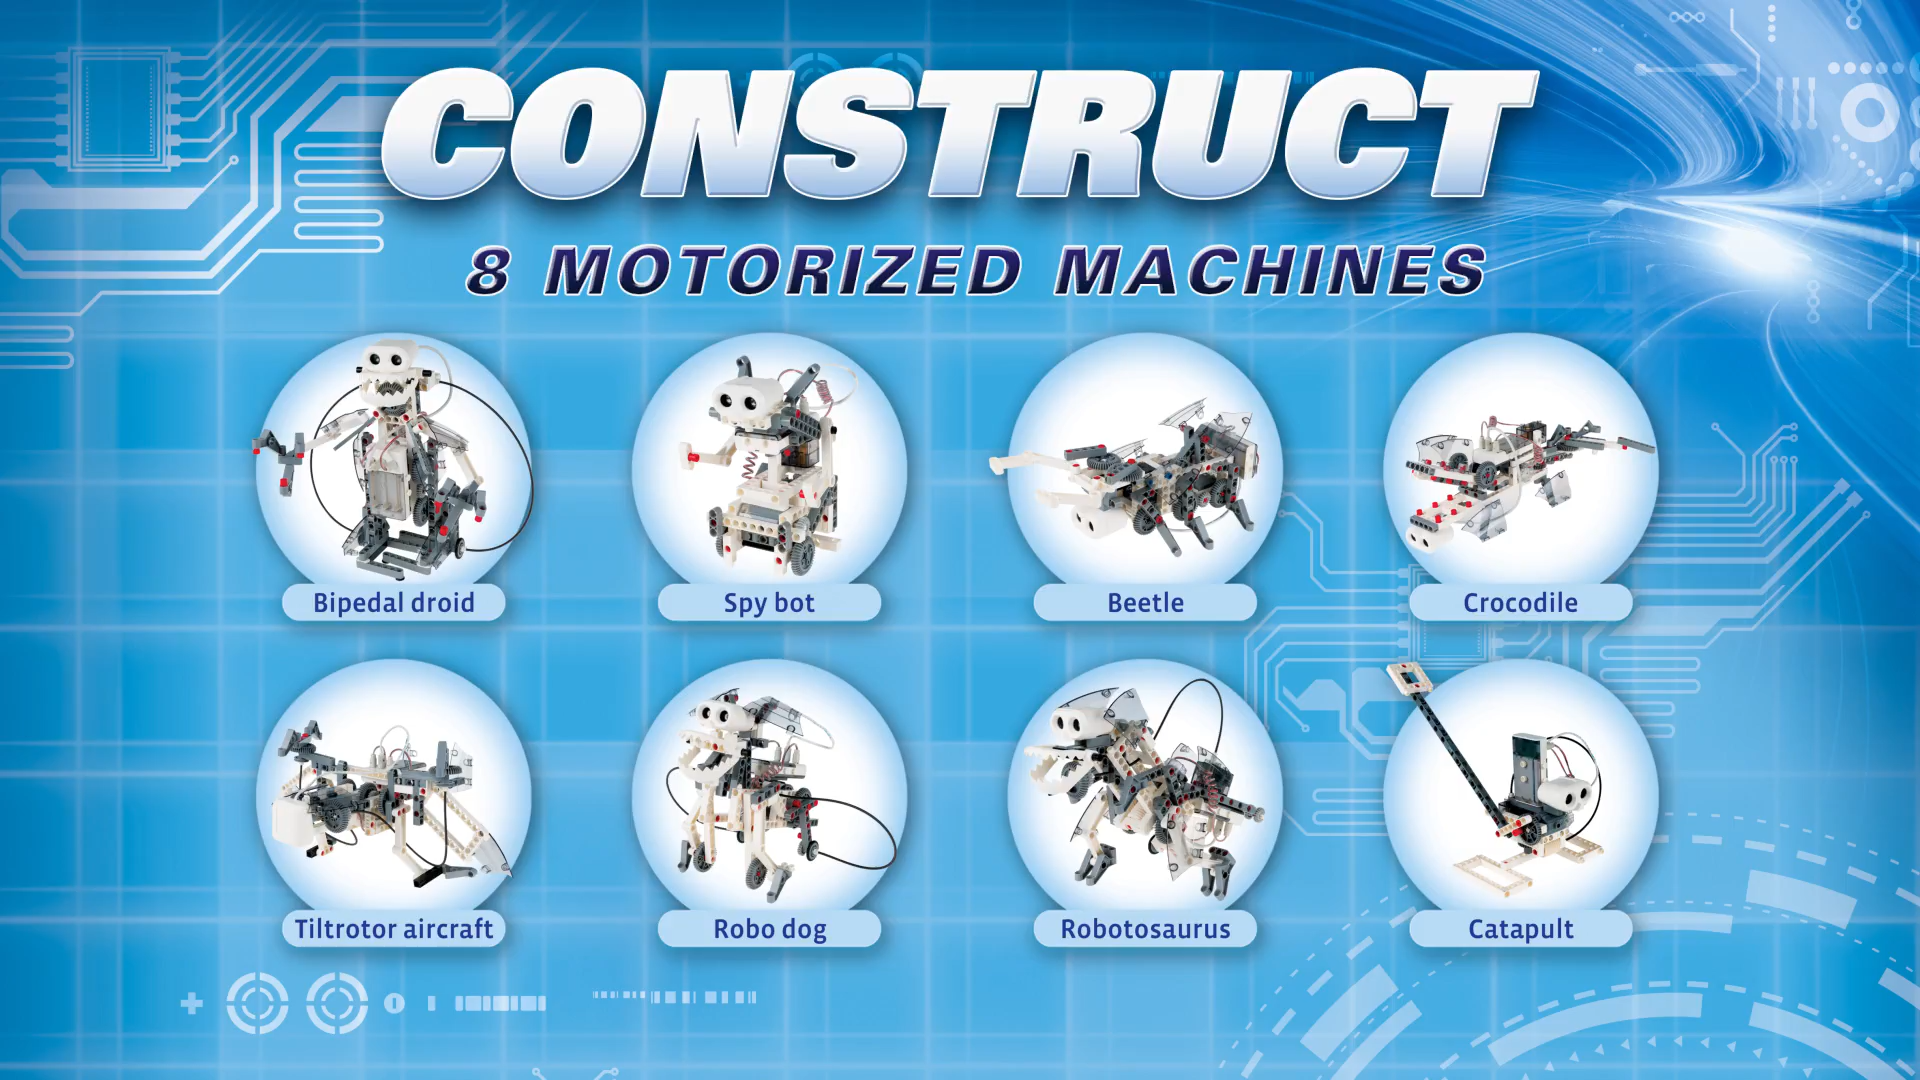 CONSTRUCT
8 MOTORIZED MACHINES
Bipedal droid
Spy bot
Beetle
Crocodile
Tiltrotor aircraft
Robo dog
Robotosaurus
Catapult